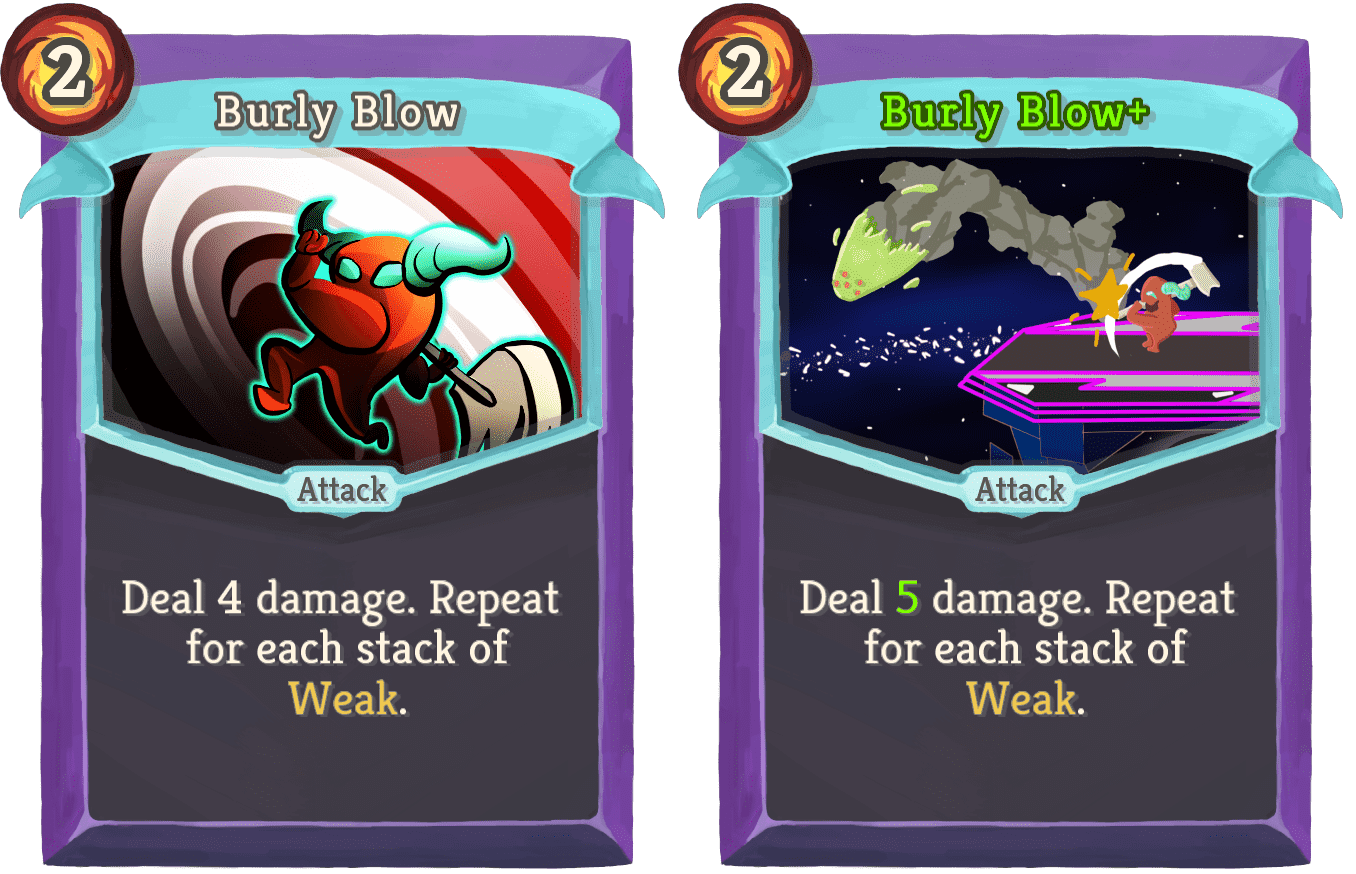 2
Burly Blow
Attack
Deal 4 damage. Repeat
for each stack of
Weak.
2
Burly Blow+
Attack
Deal 5 damage. Repeat
for each stack of
Weak.